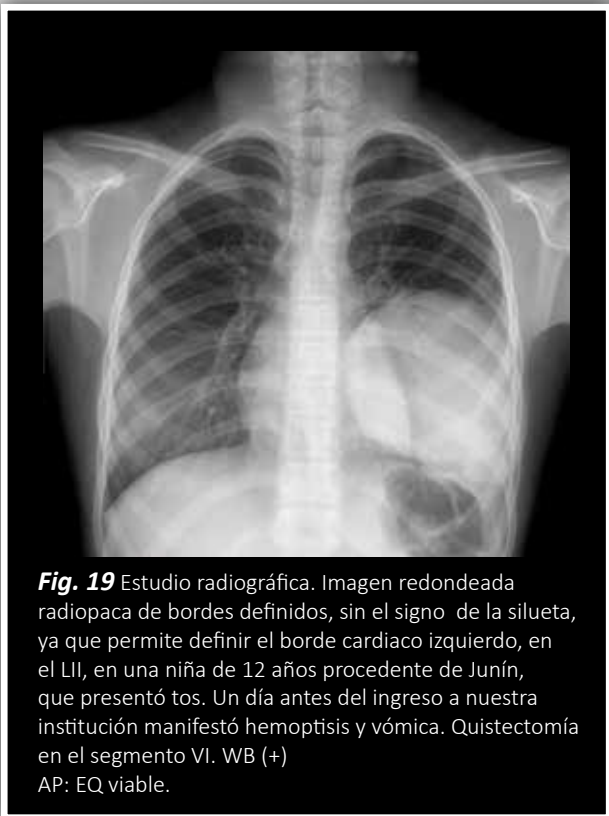 Fig. 19 Estudio radiográfica. Imagen redondeada
radiopaca de bordes definidos, sin el signo de la silueta,
ya que permite definir el borde cardiaco izquierdo, en
el LII, en una niña de 12 años procedente de Junín,
que presentó tos. Un día antes del ingreso a nuestra
institución manifestó hemoptisis y vómica. Quistectomía
en el segmento VI. WB (+)
AP: EQ viable.